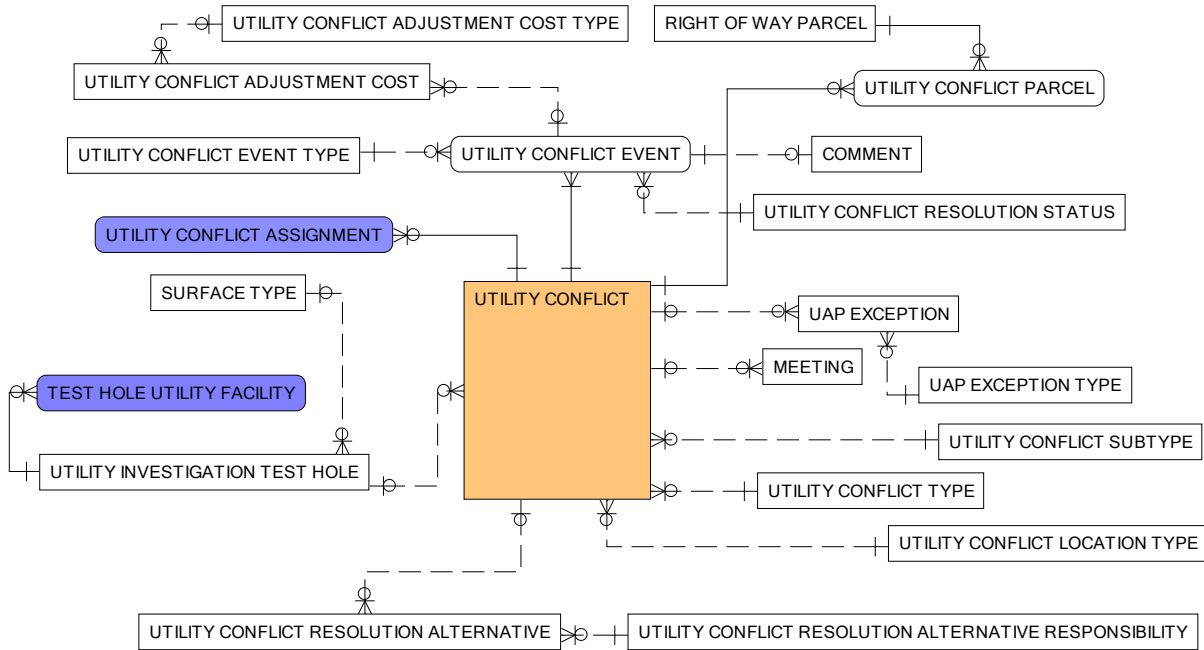 UTILITY CONFLICT ADJUSTMENT COST TYPE
RIGHT OF WAY PARCEL
UTILITY CONFLICT ADJUSTMENT COST
UTILITY CONFLICT PARCEL
UTILITY CONFLICT EVENT TYPE
UTILITY CONFLICT EVENT
COMMENT
UTILITY CONFLICT RESOLUTION STATUS
UTILITY CONFLICT ASSIGNMENT
SURFACE TYPE
UTILITY CONFLICT
UAP EXCEPTION
MEETING
TEST HOLE UTILITY FACILITY
UAP EXCEPTION TYPE
UTILITY CONFLICT SUBTYPE
UTILITY INVESTIGATION TEST HOLE
UTILITY CONFLICT TYPE
UTILITY CONFLICT LOCATION TYPE
UTILITY CONFLICT RESOLUTION ALTERNATIVE
UTILITY CONFLICT RESOLUTION ALTERNATIVE RESPONSIBILITY